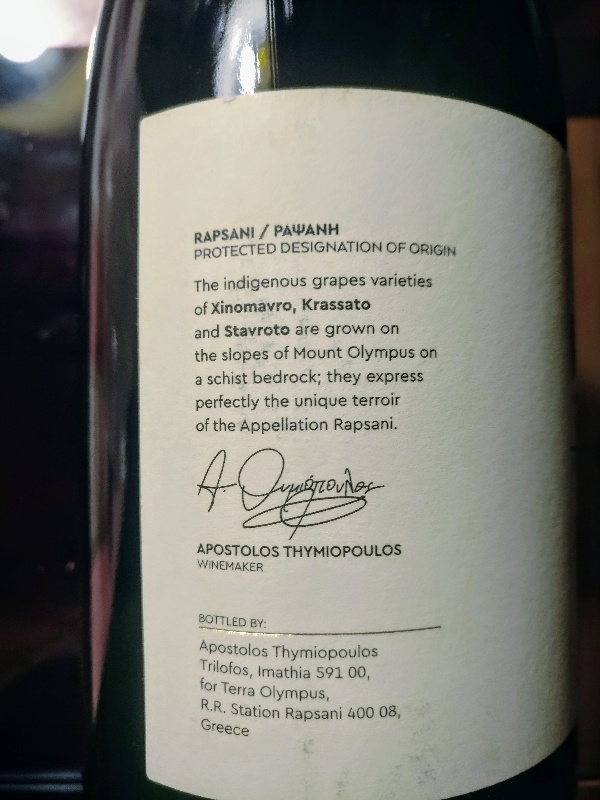 RAPSANI / ΡΑΨΑΝΗ
PROTECTED DESIGNATION OF ORIGIN
The indigenous grapes varieties
of Xinomavro, Krassato
and Stavroto are grown on
the slopes of Mount Olympus on
a schist bedrock; they express
perfectly the unique terroir
of the Appellation Rapsani.
Α. Θυμιόπουλος
APOSTOLOS THYMIOPOULOS
WINEMAKER
BOTTLED BY:
Apostolos Thymiopoulos
Trilofos, Imathia 591 00,
for Terra Olympus,
R.R. Station Rapsani 400 08,
Greece